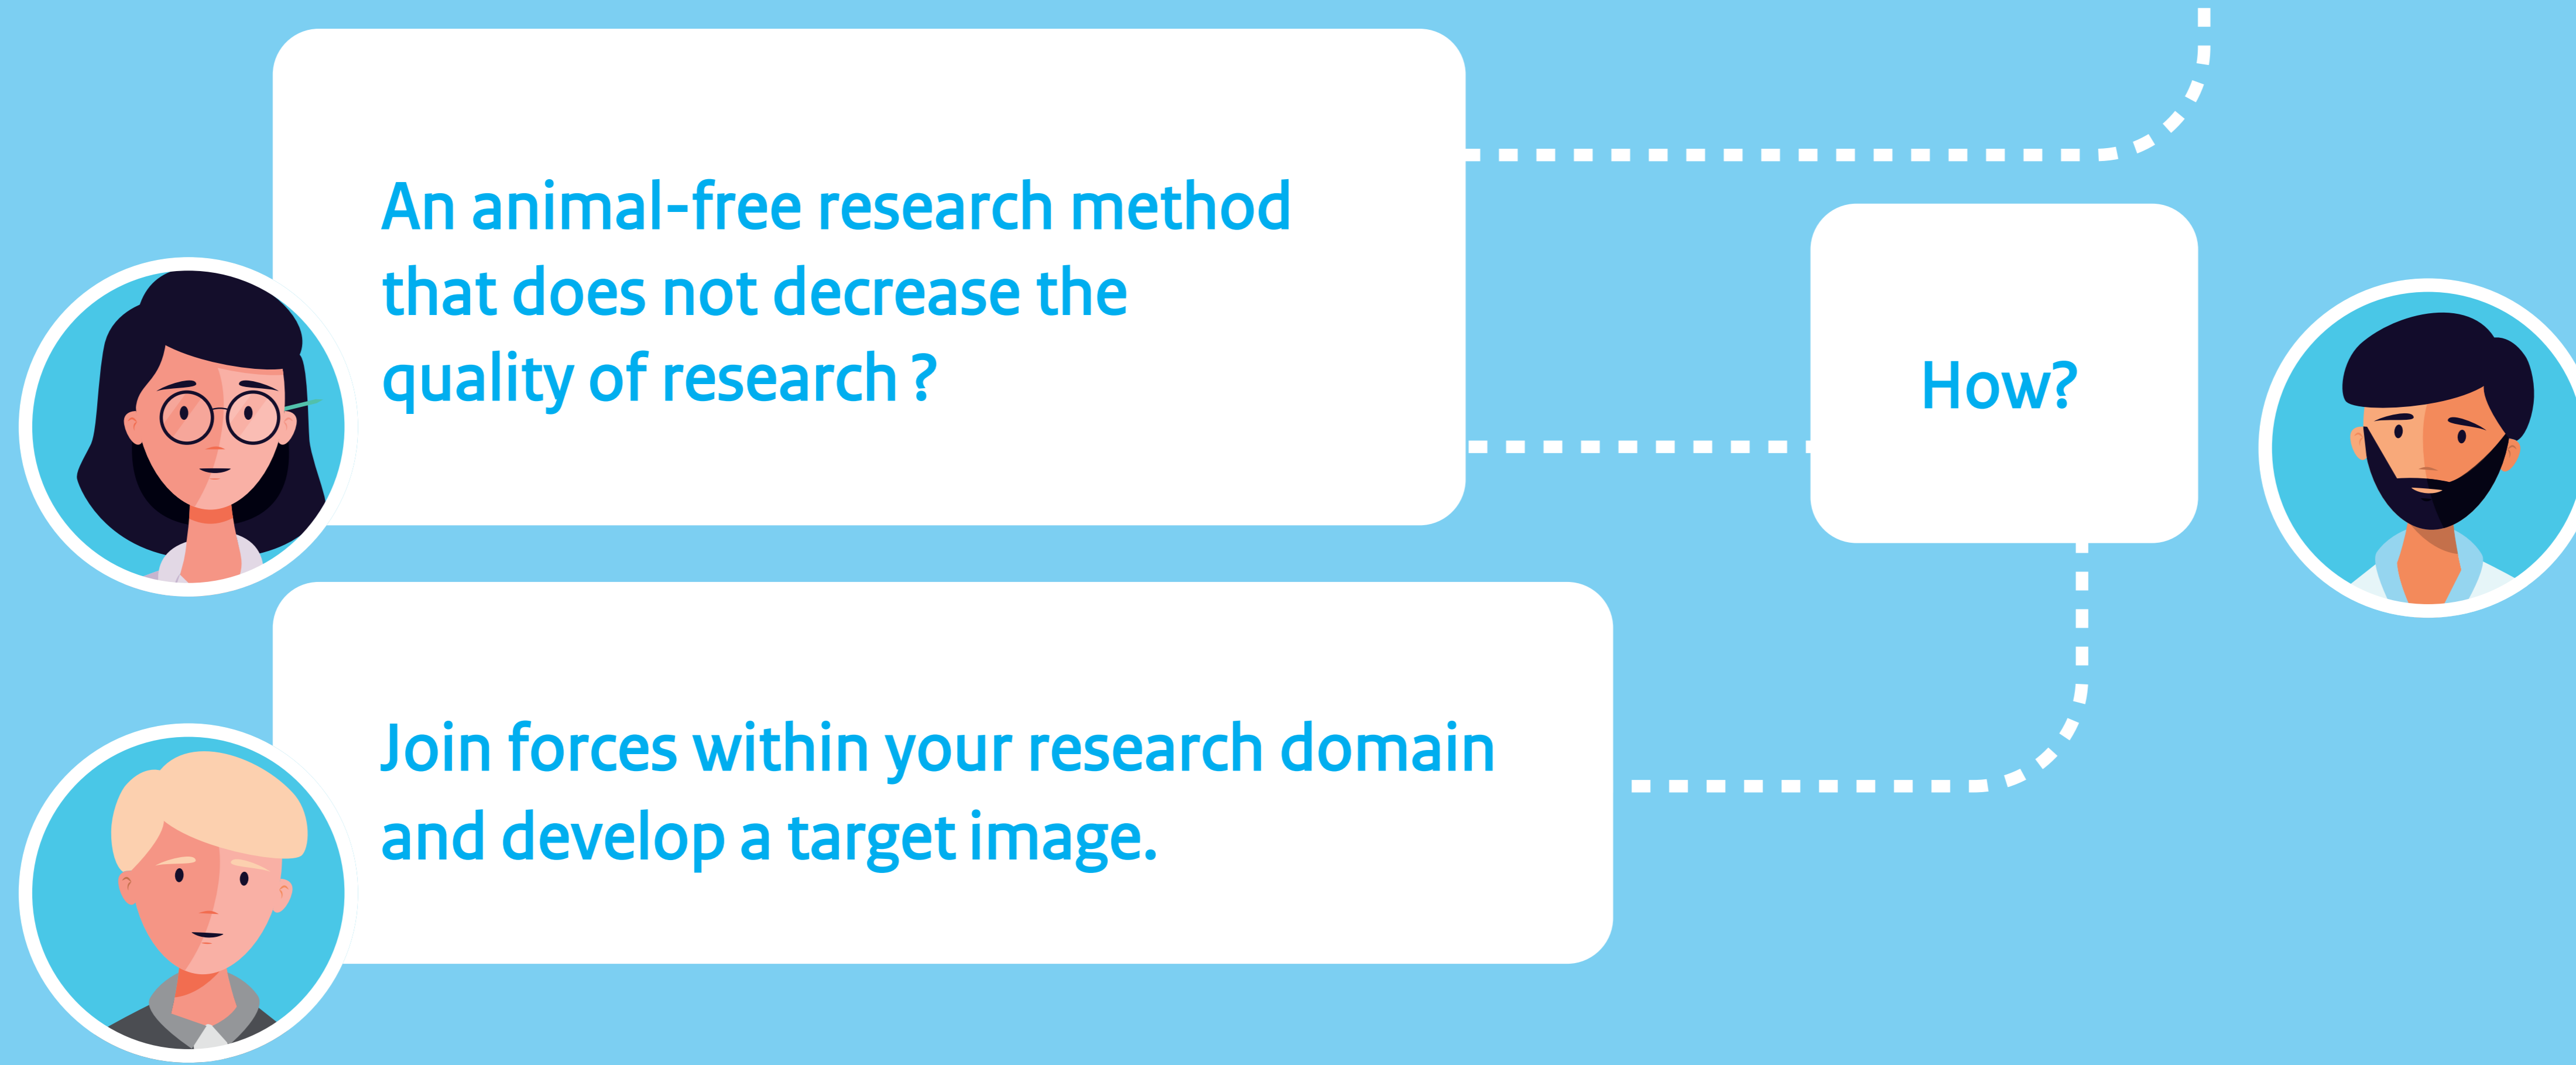 An animal-free research method
that does not decrease the
quality of research ?
How?
Join forces within your research domain
and develop a target image.